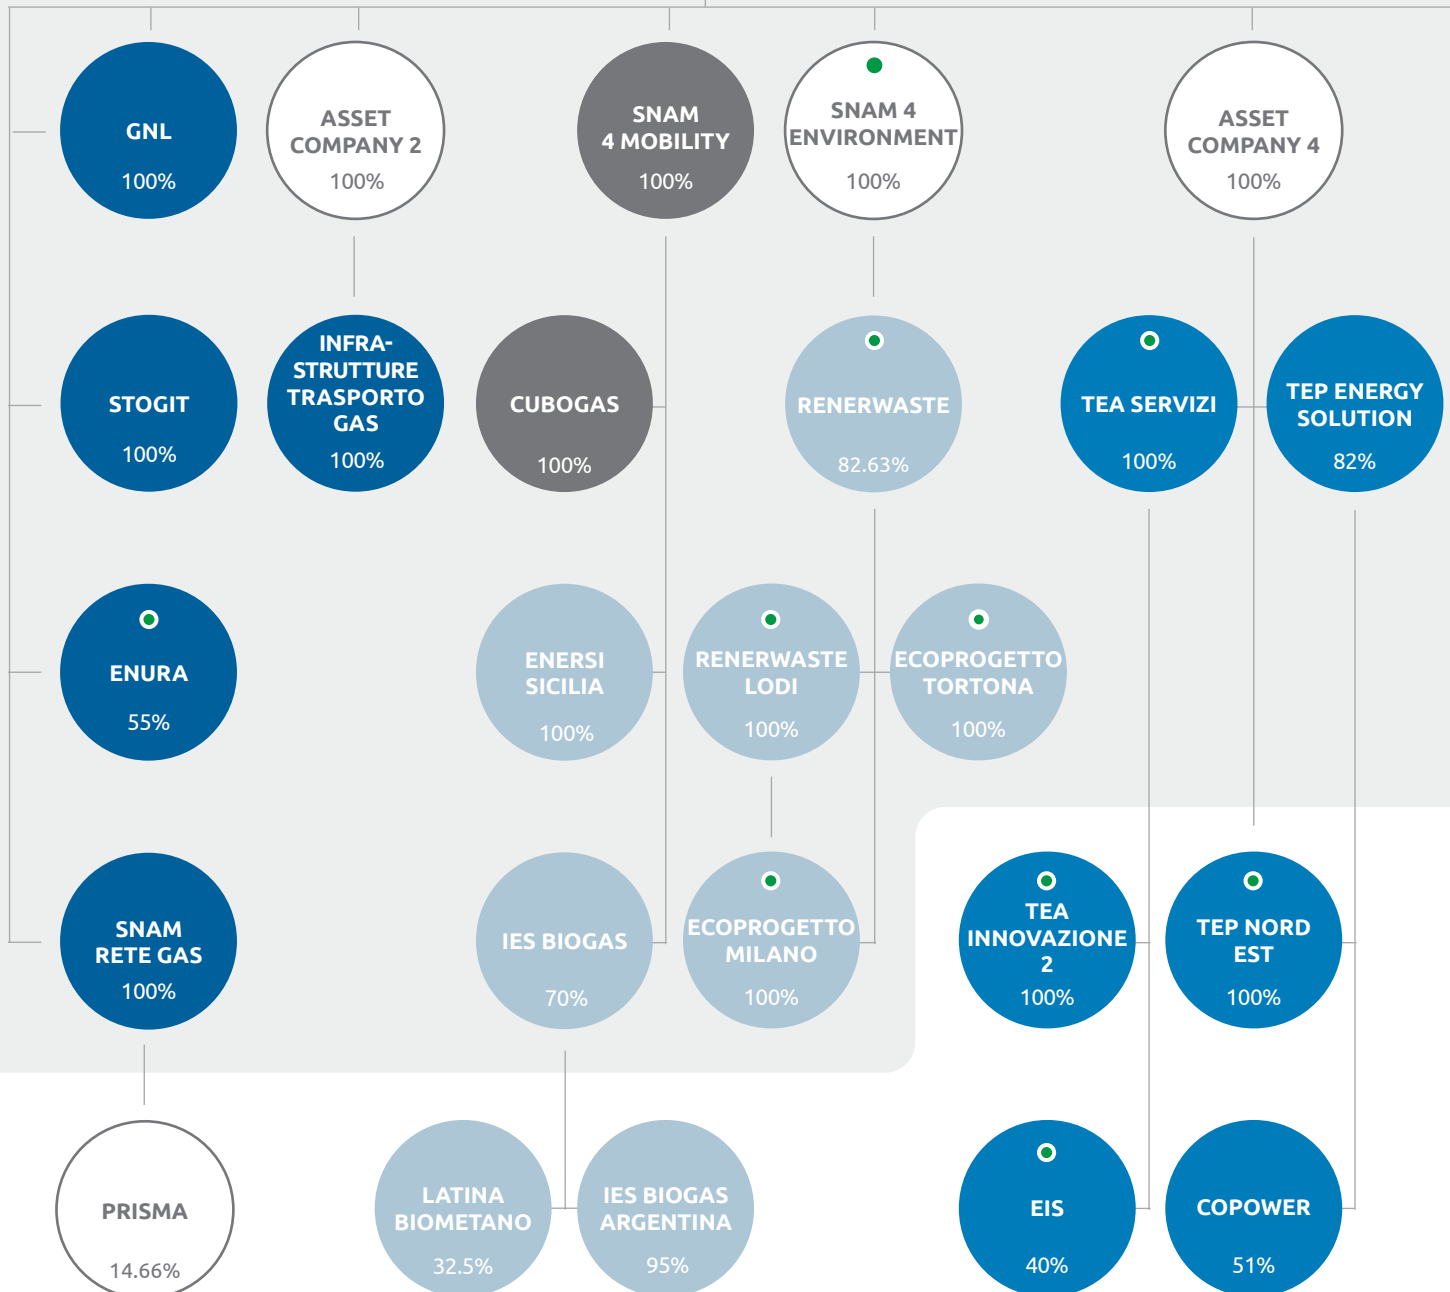 GNL
100%
ASSET
COMPANY 2
100%
SNAM
4 MOBILITY
100%
SNAM 4
ENVIRONMENT
100%
ASSET
COMPANY 4
100%
STOGIT
100%
INFRA-
STRUTTURE
TRASPORTO
GAS
100%
CUBOGAS
100%
RENERWASTE
82.63%
TEA SERVIZI
100%
TEP ENERGY
SOLUTION
82%
ENURA
55%
ENERSI
SICILIA
100%
RENERWASTE
LODI
100%
ECOPROGETTO
TORTONA
100%
SNAM
RETE GAS
100%
IES BIOGAS
70%
ECOPROGETTO
MILANO
100%
TEA
INNOVAZIONE
2
100%
TEP NORD
EST
100%
PRISMA
14.66%
LATINA
BIOMETANO
32.5%
IES BIOGAS
ARGENTINA
95%
EIS
40%
COPOWER
51%